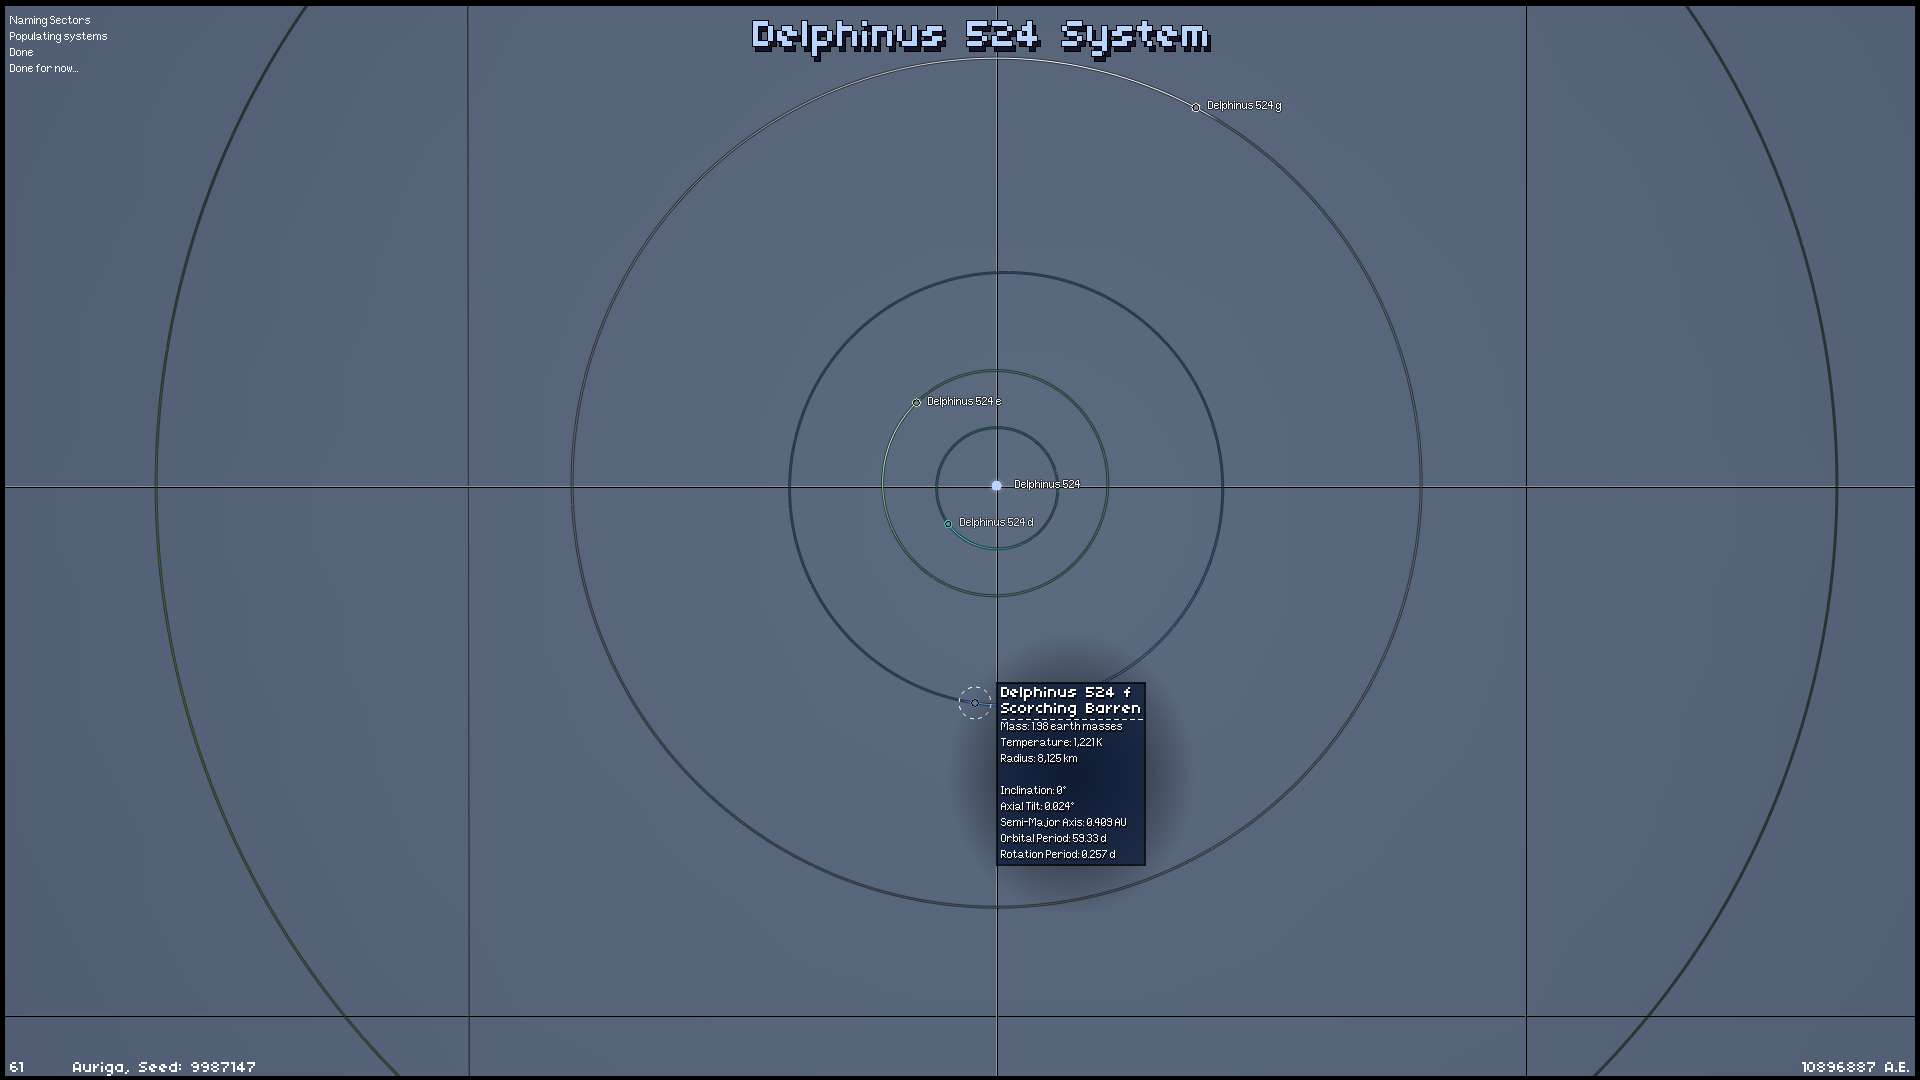 Naming Sectors
Populating systems
Done
Done for now...
Delphinus 524 System
Delphinus 524 g
Delphinus 524 e
Delphinus 524
Delphinus 524 d
Delphinus 524 f
Scorching Barren
Mass: 1.98 earth masses
Temperature: 1,221 K
Radius: 8,125 km
Inclination: 0°
Axial Tilt: 0.024°
Semi-Major Axis: 0.409 AU
Orbital Period: 59.33 d
Rotation Period: 0.257 d
61
Auriga, Seed: 9987147
10896887 A.E.